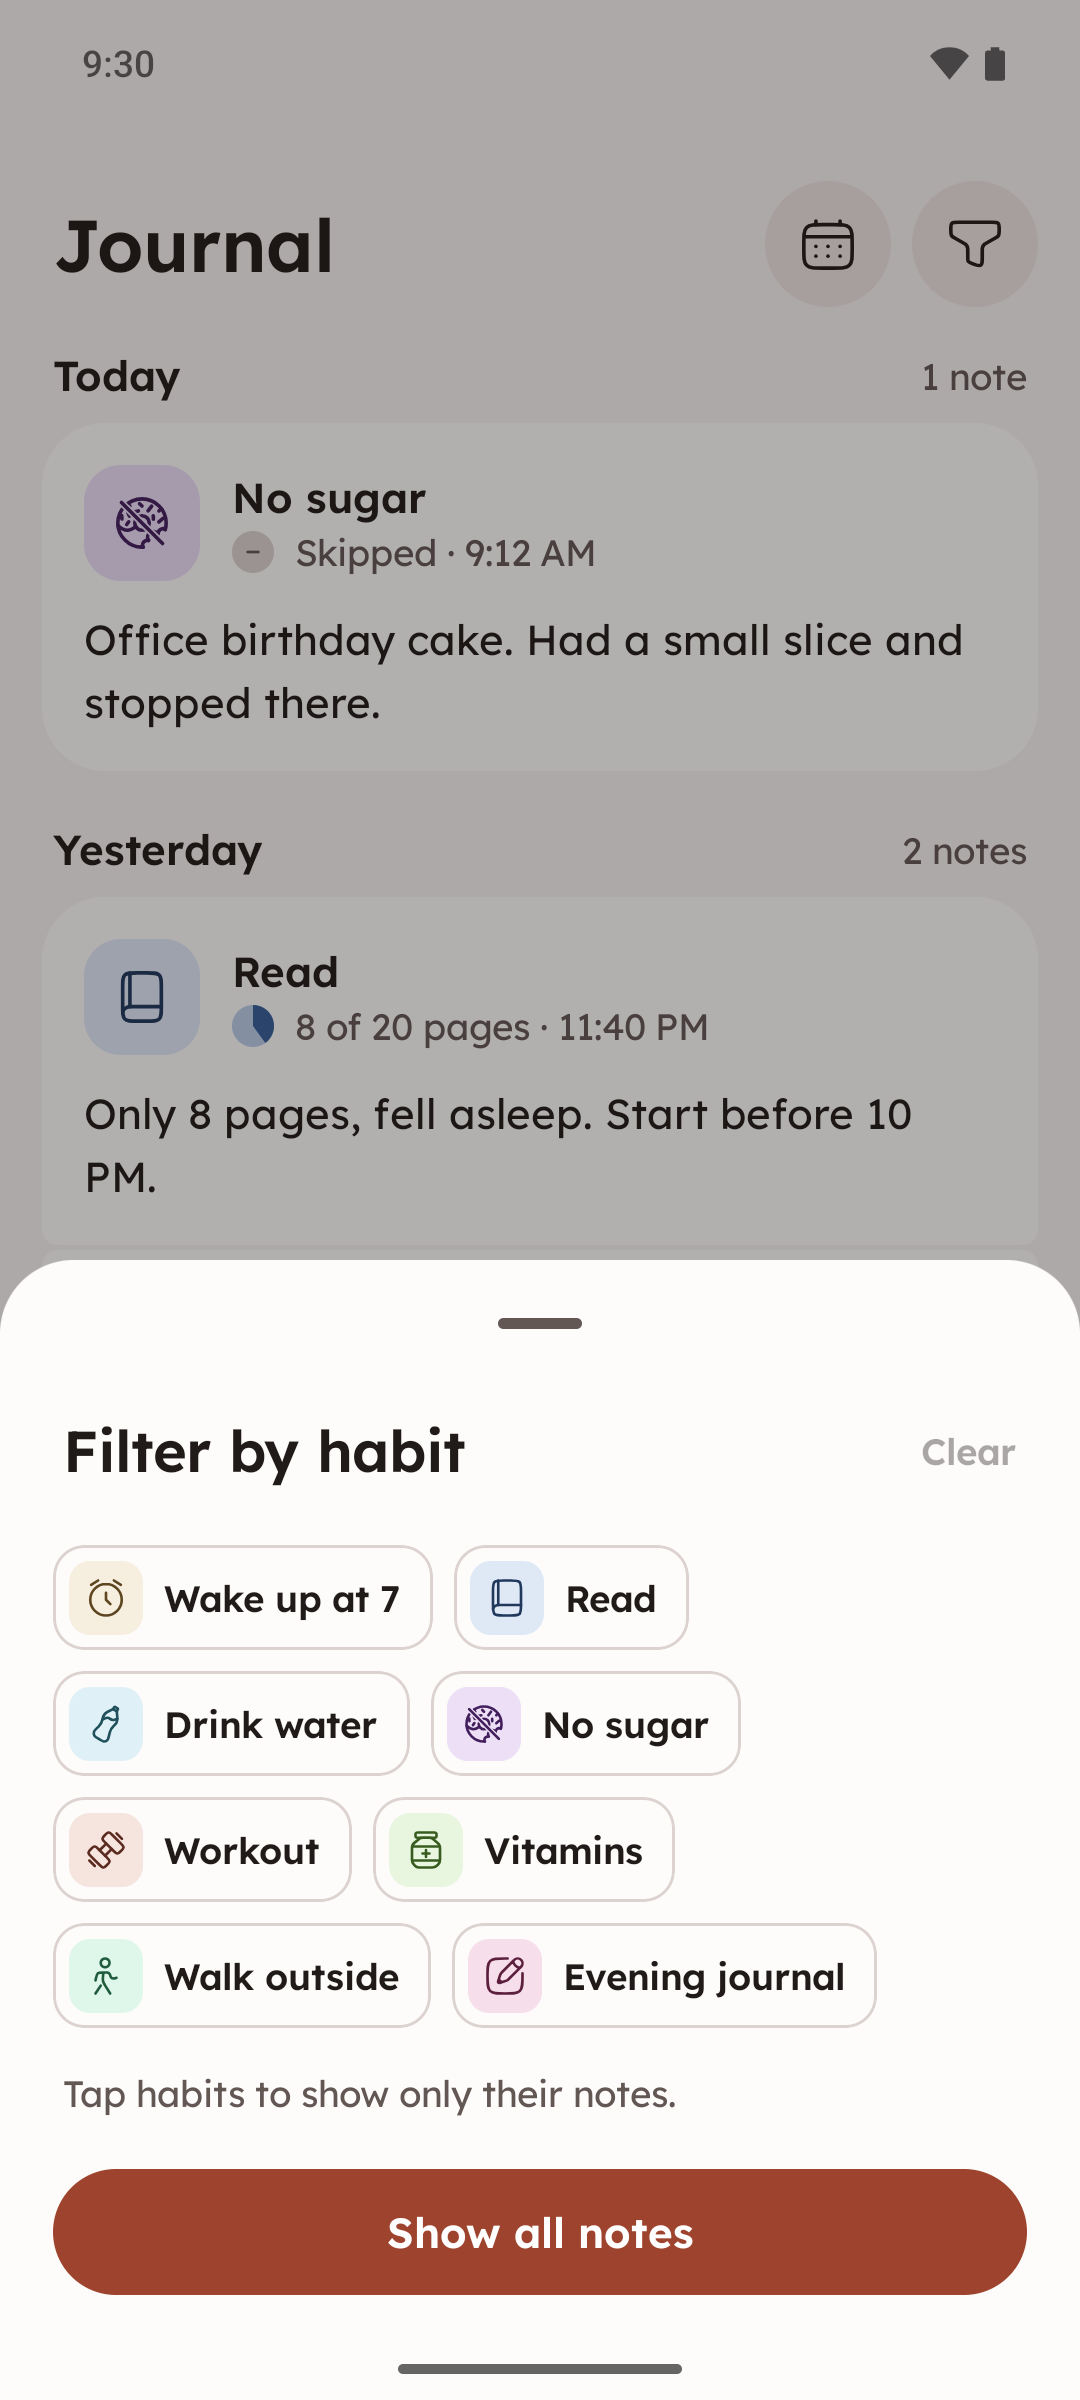 9:30
Journal
Today
1 note
No sugar
Skipped · 9:12 AM
Office birthday cake. Had a small slice and
stopped there.
Yesterday
2 notes
Read
8 of 20 pages · 11:40 PM
Only 8 pages, fell asleep. Start before 10
PM.
Filter by habit
Clear
Wake up at 7
Read
Drink water
No sugar
Workout
Vitamins
Walk outside
Evening journal
Tap habits to show only their notes.
Show all notes